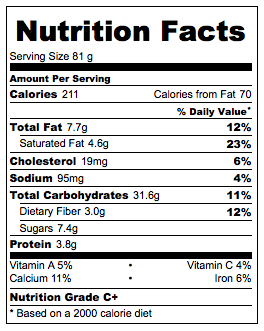 Nutrition Facts
Serving Size 81 g
Amount Per Serving
Calories 211 Calories from Fat 70
% Daily Value*
Total Fat 7.7g 12%
Saturated Fat 4.6g 23%
Cholesterol 19mg 6%
Sodium 95mg 4%
Total Carbohydrates 31.6g 11%
Dietary Fiber 3.0g 12%
Sugars 7.4g
Protein 3.8g
Vitamin A 5% • Vitamin C 4%
Calcium 11% • Iron 6%
Nutrition Grade C+
* Based on a 2000 calorie diet